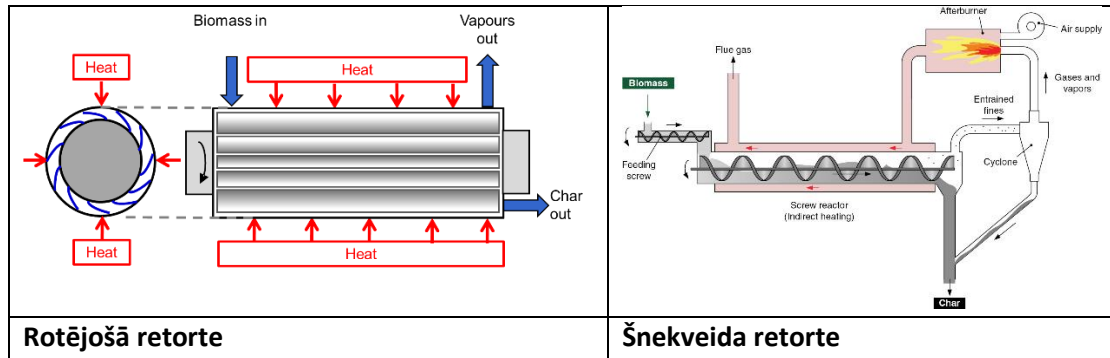 Biomass in
Vapours
out
Heat
Heat
Heat
Char
out
Heat
Rotējošā retorte
Afterburner
Air supply
Flue gas
Gases and
vapors
Biomass
Entrained
fines
Feeding
screw
Cyclone
Screw reactor
(Indirect heating)
Char
Šnekveida retorte